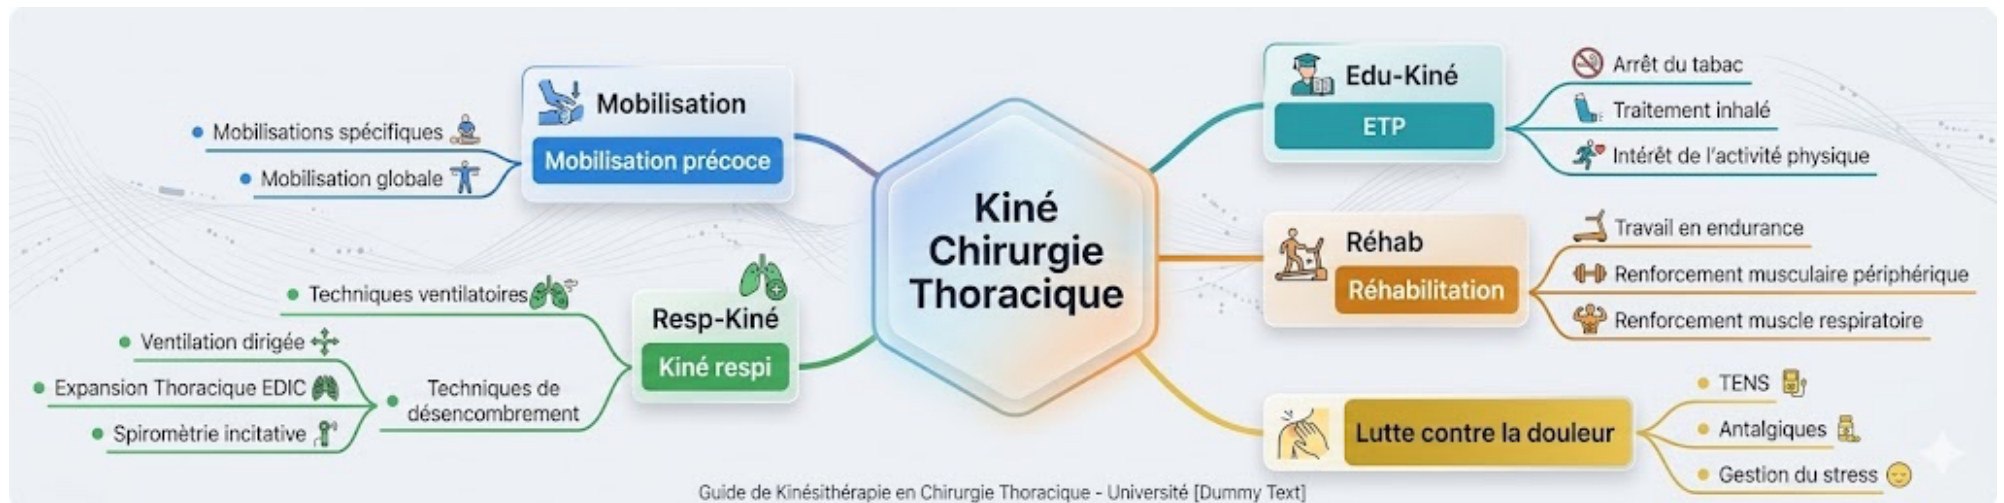 Mobilisation
Mobilisation précoce
Mobilisations spécifiques
Mobilisation globale
Resp-Kiné
Kiné respi
Techniques ventilatoires
Techniques de
désencombrement
Ventilation dirigée
Expansion Thoracique EDIC
Spiromètrie incitative
Kiné
Chirurgie
Thoracique
Edu-Kiné
ETP
Arrêt du tabac
Traitement inhalé
Intérêt de l'activité physique
Réhab
Réhabilitation
Travail en endurance
Renforcement musculaire périphérique
Renforcement muscle respiratoire
Lutte contre la douleur
TENS
Antalgiques
Gestion du stress
Guide de Kinésithérapie en Chirurgie Thoracique - Université [Dummy Text]